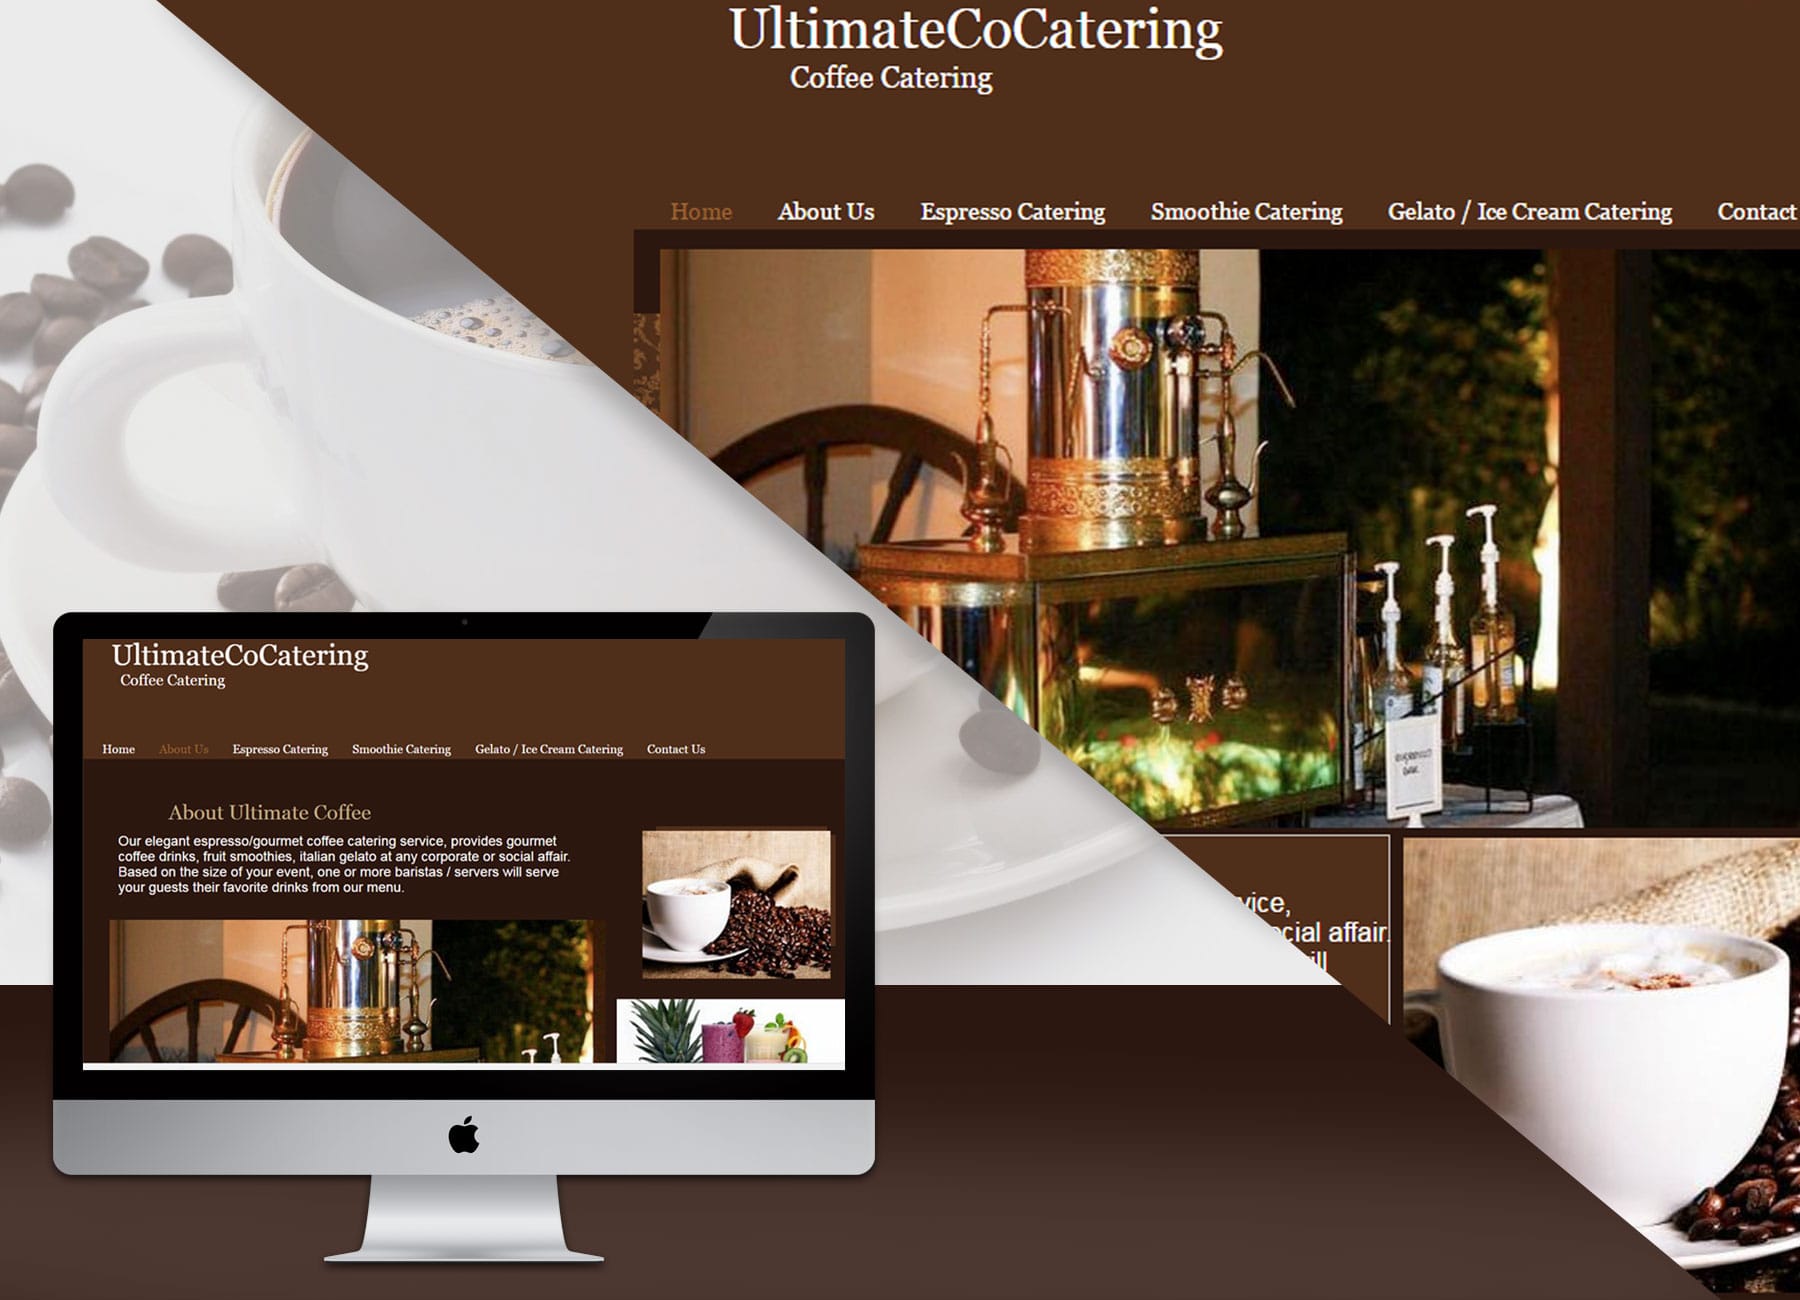 UltimateCoCatering
Coffee Catering
Home About Us Espresso Catering Smoothie Catering Gelato / Ice Cream Catering Contact
vice,
cial affair.
ill
UltimateCoCatering
Coffee Catering
Home About Us Espresso Catering Smoothie Catering Gelato / Ice Cream Catering Contact Us
About Ultimate Coffee
Our elegant espresso/gourmet coffee catering service, provides gourmet
coffee drinks, fruit smoothies, italian gelato at any corporate or social affair.
Based on the size of your event, one or more baristas / servers will serve
your guests their favorite drinks from our menu.